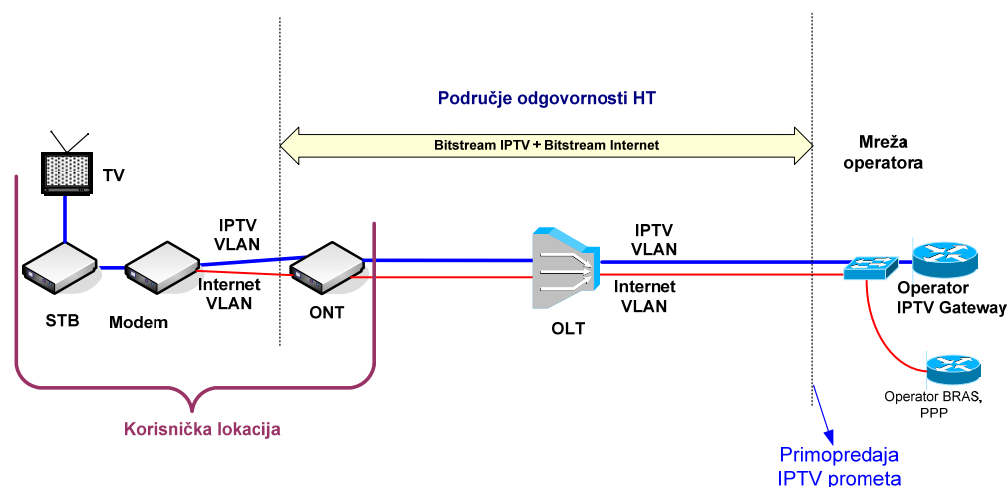 Područje odgovornosti HT
Bitstream IPTV + Bitstream Internet
Mreža
operatora
TV
IPTV
VLAN
Internet
VLAN
STB
Modem
ONT
OLT
IPTV
VLAN
Internet
VLAN
Operator
IPTV Gateway
Operator BRAS,
PPP
Korisnička lokacija
Primopredaja
IPTV prometa